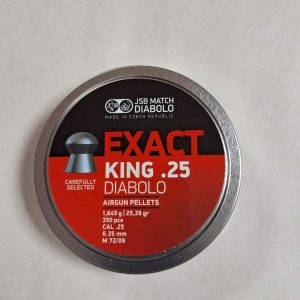 JSB MATCH
DIABOLO
MADE IN CZECH REPUBLIC
EXACT
KING .25
CAREFULLY
SELECTED
DIABOLO
AIRGUN PELLETS
1,645 g | 25,39 gr
350 pcs
CAL .25
6.35 mm
M 72/09